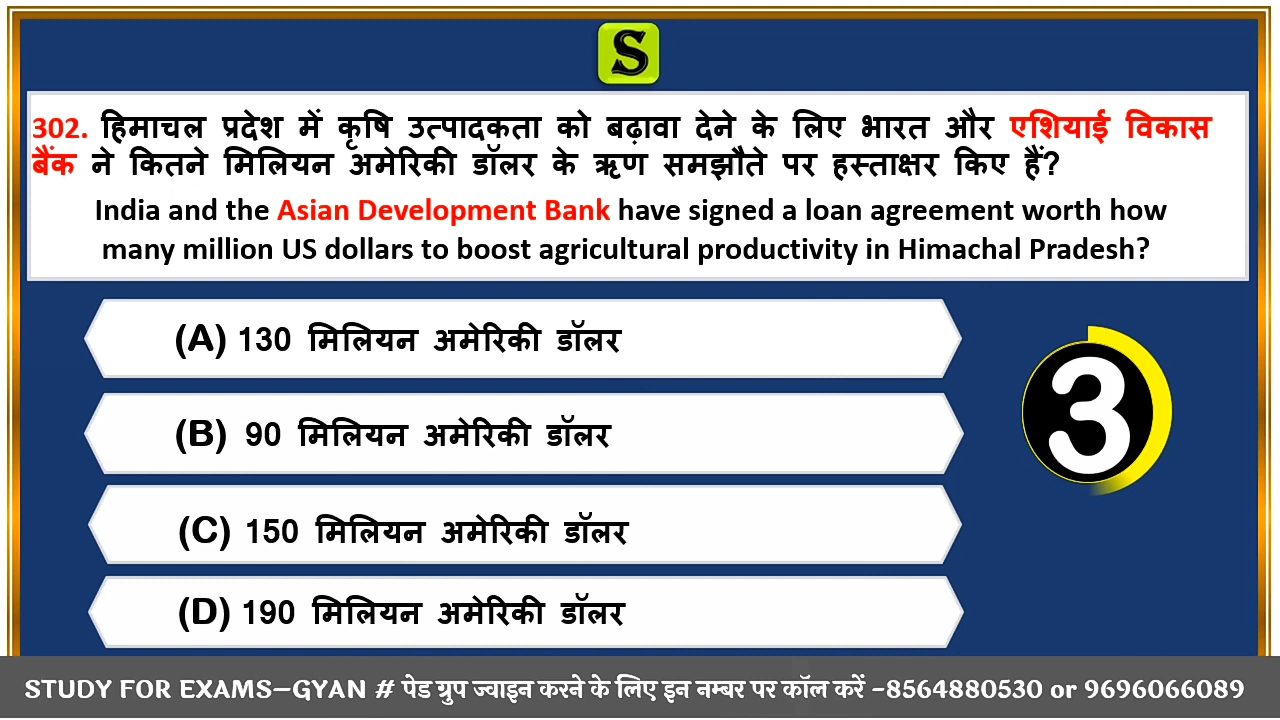 S
302. हिमाचल प्रदेश में कृषि उत्पादकता को बढ़ावा देने के लिए भारत और एशियाई विकास
बैंक ने कितने मिलियन अमेरिकी डॉलर के ऋण समझौते पर हस्ताक्षर किए हैं?
India and the Asian Development Bank have signed a loan agreement worth how
many million US dollars to boost agricultural productivity in Himachal Pradesh?
(A) 130 मिलियन अमेरिकी डॉलर
(B) 90 मिलियन अमेरिकी डॉलर
3
(C) 150 मिलियन अमेरिकी डॉलर
(D) 190 मिलियन अमेरिकी डॉलर
STUDY FOR EXAMS–GYAN # पेड ग्रुप ज्वाइन करने के लिए इन नम्बर पर कॉल करें –8564880530 or 9696066089